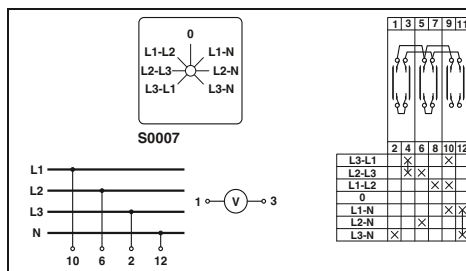 0
L1-L2 L1-N
L2-L3 L2-N
L3-L1 L3-N
S0007
L1
L2
L3
N
10 6 2 12
1 V 3
1 3 5 7 9 11
2 4 6 8 10 12
L3-L1 X X
L2-L3 X X
L1-L2 X X
0
L1-N X X
L2-N X
L3-N X X